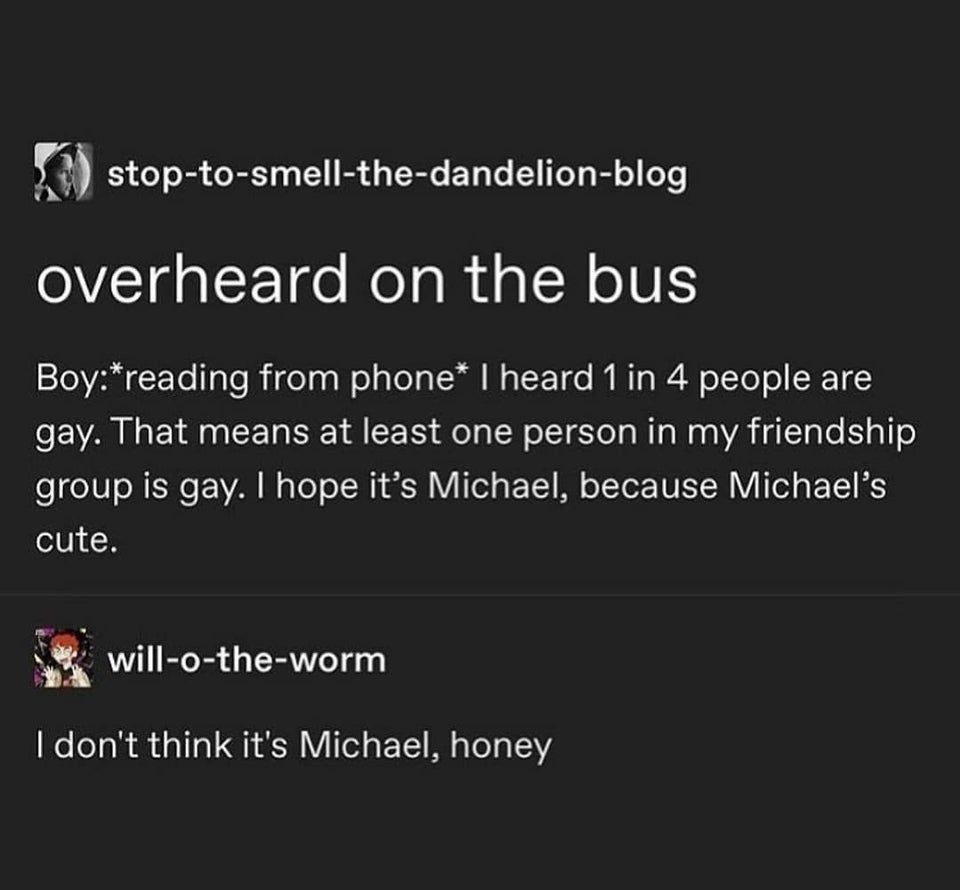 stop-to-smell-the-dandelion-blog
overheard on the bus
Boy:*reading from phone* I heard 1 in 4 people are
gay. That means at least one person in my friendship
group is gay. I hope it’s Michael, because Michael’s
cute.
will-o-the-worm
I don't think it's Michael, honey